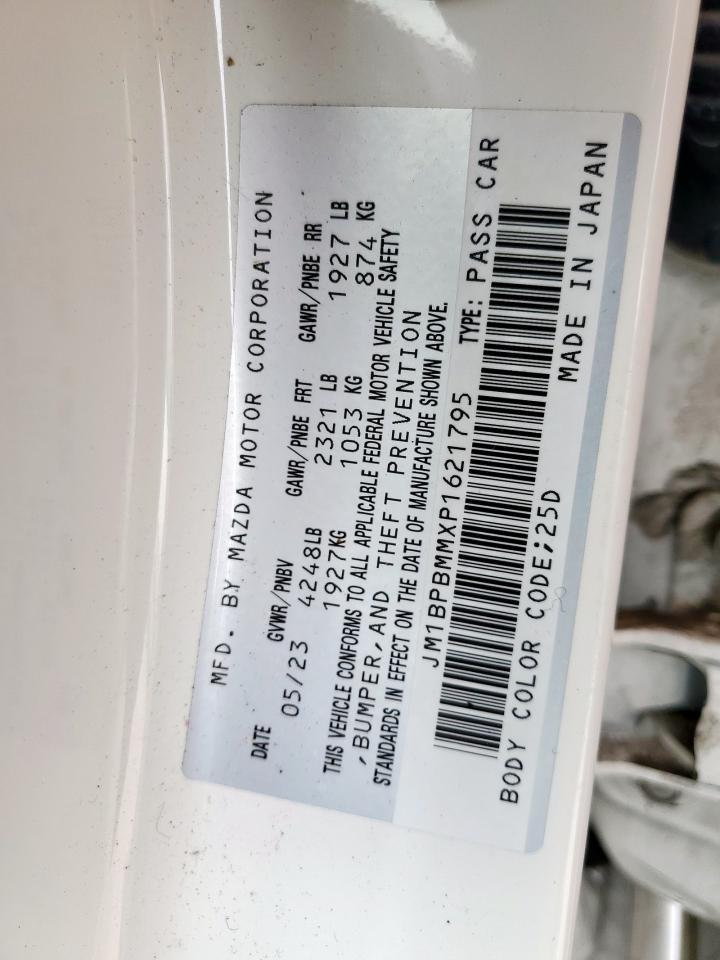 MFD. BY MAZDA MOTOR CORPORATION
DATE GVWR/PNBV GAWR/PNBE FRT GAWR/PNBE RR
05/23 4248LB 2321 LB 1927 LB
1927KG 1053 KG 874 KG
THIS VEHICLE CONFORMS TO ALL APPLICABLE FEDERAL MOTOR VEHICLE SAFETY
,BUMPER,AND THEFT PREVENTION
STANDARDS IN EFFECT ON THE DATE OF MANUFACTURE SHOWN ABOVE.
JM1BPBMMXP1621795 TYPE: PASS CAR
BODY COLOR CODE;25D MADE IN JAPAN